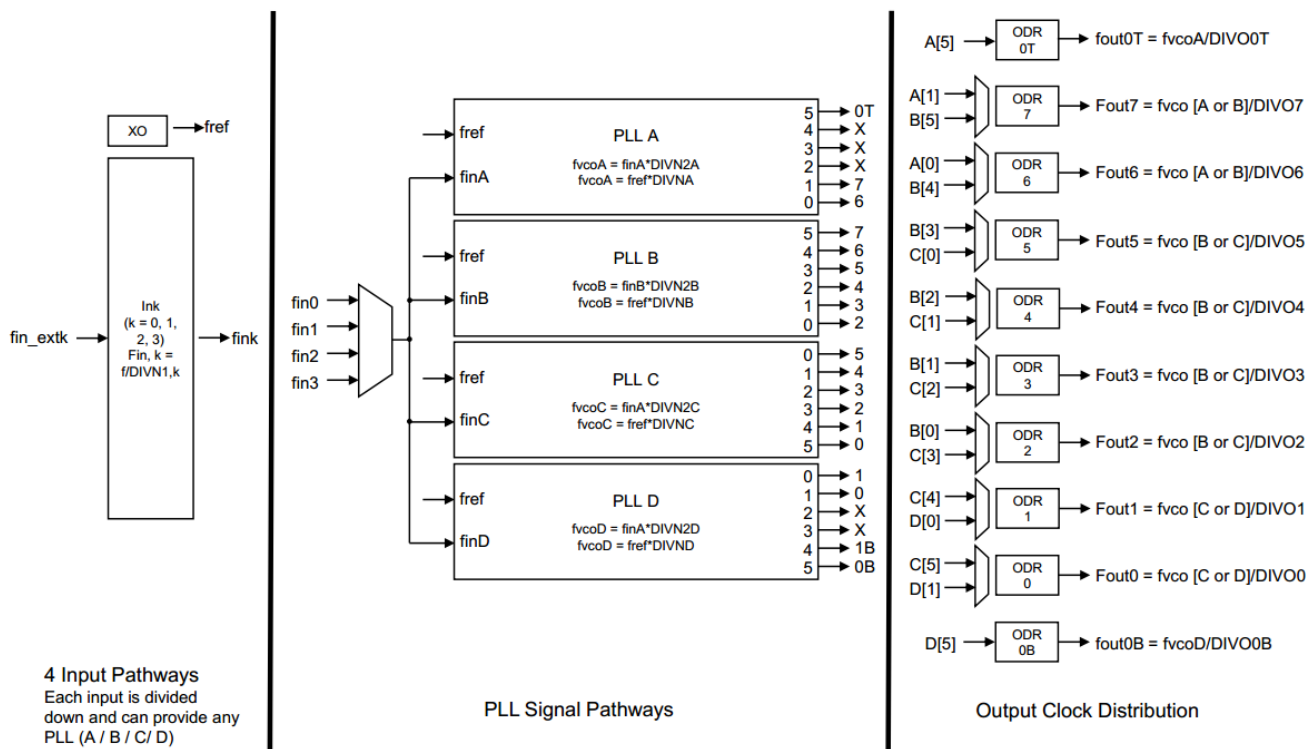 XO
fref
fin_extk
Ink
(k = 0, 1,
2, 3)
Fin, k =
f/DIVN1,k
fink
4 Input Pathways
Each input is divided
down and can provide any
PLL (A / B / C/ D)
fin0
fin1
fin2
fin3
fref
finA
PLL A
fvcoA = finA*DIVN2A
fvcoA = fref*DIVNA
5 0T
4 X
3 X
2 X
1 7
0 6
fref
finB
PLL B
fvcoB = finB*DIVN2B
fvcoB = fref*DIVNB
5 7
4 6
3 5
2 4
1 3
0 2
fref
finC
PLL C
fvcoC = finA*DIVN2C
fvcoC = fref*DIVNC
0 5
1 4
2 3
3 2
4 1
5 0
fref
finD
PLL D
fvcoD = finA*DIVN2D
fvcoD = fref*DIVND
0 1
1 0
2 X
3 X
4 1B
5 0B
PLL Signal Pathways
A[5]
ODR
0T
fout0T = fvcoA/DIVO0T
A[1]
B[5]
ODR
7
Fout7 = fvco [A or B]/DIVO7
A[0]
B[4]
ODR
6
Fout6 = fvco [A or B]/DIVO6
B[3]
C[0]
ODR
5
Fout5 = fvco [B or C]/DIVO5
B[2]
C[1]
ODR
4
Fout4 = fvco [B or C]/DIVO4
B[1]
C[2]
ODR
3
Fout3 = fvco [B or C]/DIVO3
B[0]
C[3]
ODR
2
Fout2 = fvco [B or C]/DIVO2
C[4]
D[0]
ODR
1
Fout1 = fvco [C or D]/DIVO1
C[5]
D[1]
ODR
0
Fout0 = fvco [C or D]/DIVO0
D[5]
ODR
0B
fout0B = fvcoD/DIVO0B
Output Clock Distribution